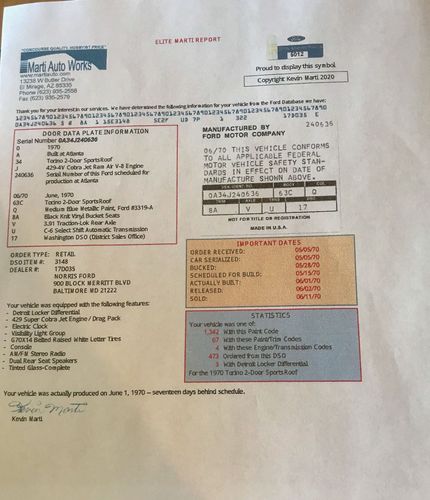 ELITE MARTI REPORT
"CONCOURS QUALITY, HOBBYIST PRICE"
Marti Auto Works
www.martiauto.com
13238 W Butler Drive
El Mirage, AZ 85335
Phone (623) 935-2558
Fax (623) 935-2579
Ford
5012
Proud to display this symbol.
Copyright Kevin Marti 2020
Thank you for your interest in our services. We have determined the following information for your vehicle from the Ford Database we have:
1234567890123456789012345678901234567890123456789012345678901234567890
DOOR DATA PLATE INFORMATION
Serial Number 0A34J240636
0 1970
A Built at Atlanta
34 Torino 2-Door SportsRoof
J 429-4V Cobra Jet Ram Air V-8 Engine
240636 Serial Number of this Ford scheduled for
production at Atlanta
06/70 June, 1970
63C Torino 2-Door SportsRoof
Q Medium Blue Metallic Paint, Ford #3319-A
8A Black Knit Vinyl Bucket Seats
V 3.91 Traction-Lok Rear Axle
U C-6 Select Shift Automatic Transmission
17 Washington DSO (District Sales Office)
MANUFACTURED BY
FORD MOTOR COMPANY
240636
06/70 THIS VEHICLE CONFORMS
TO ALL APPLICABLE FEDERAL
MOTOR VEHICLE SAFETY STAN-
DARDS IN EFFECT ON DATE OF
MANUFACTURE SHOWN ABOVE.
0A34J240636 63C Q
8A V U 17
NOT FOR TITLE OR REGISTRATION
MADE IN U.S.A.
ORDER TYPE: RETAIL
DSO ITEM #: 3148
DEALER #: 17D035
NORRIS FORD
900 BLOCK MERRITT BLVD
BALTIMORE MD 21222
IMPORTANT DATES
ORDER RECEIVED: 05/05/70
CAR SERIALIZED: 05/05/70
BUCKED: 05/28/70
SCHEDULED FOR BUILD: 05/15/70
ACTUALLY BUILT: 06/01/70
RELEASED: 06/02/70
SOLD: 06/11/70
Your vehicle was equipped with the following features:
- Detroit Locker Differential
- 429 Super Cobra Jet Engine / Drag Pack
- Electric Clock
- Visibility Light Group
- G70X14 Belted Raised White Letter Tires
- Console
- AM/FM Stereo Radio
- Dual Rear Seat Speakers
- Tinted Glass-Complete
STATISTICS
Your vehicle was one of:
1,342 With this Paint Code
67 With these Paint/Trim Codes
4 With these Engine/Transmission Codes
473 Ordered from this DSO
3 With Detroit Locker Differential
For the 1970 Torino 2-Door SportsRoof
Your vehicle was actually produced on June 1, 1970 -- seventeen days behind schedule.
Kevin Marti
Kevin Marti